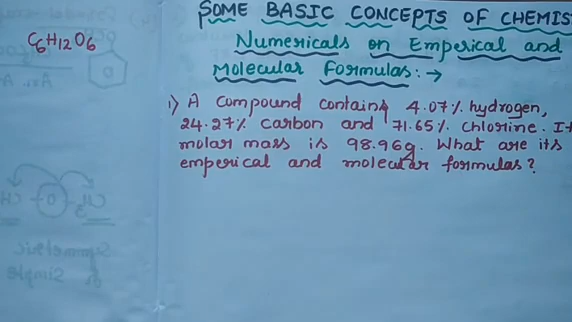 SOME BASIC CONCEPTS OF CHEMIS
C6H12O6
Numericals on Emperical and
Molecular Formulas:→
1) A compound contains 4.07% hydrogen,
24.27% carbon and 71.65% chlorine. It
molar mass is 98.96g. What are its
emperical and molecular formulas?